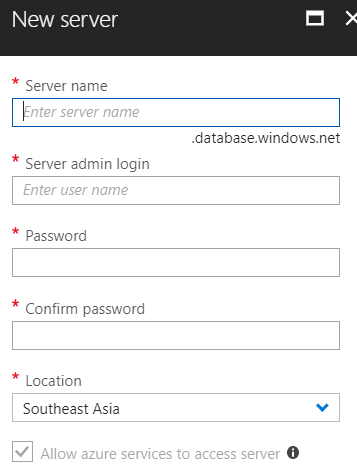 New server
* Server name
Enter server name
.database.windows.net
* Server admin login
Enter user name
* Password
* Confirm password
* Location
Southeast Asia
Allow azure services to access server